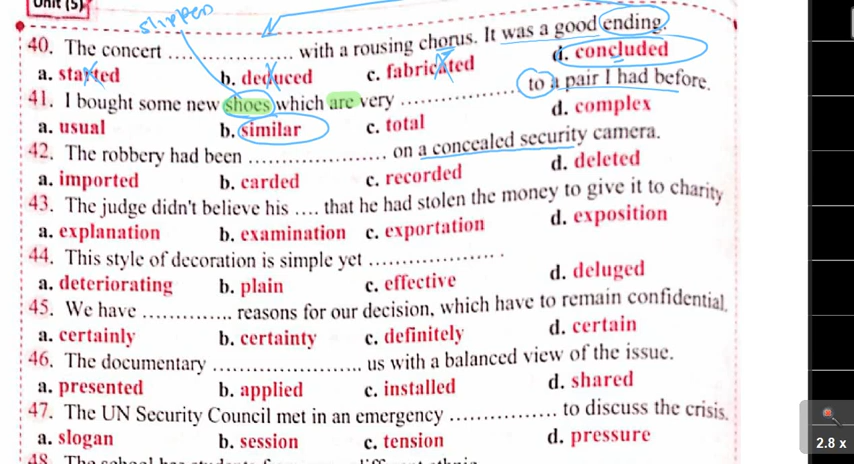 Unit (5)
slipped
40. The concert .................... with a rousing chorus. It was a good ending.
a. started b. deduced c. fabricated d. concluded
41. I bought some new shoes which are very .................... to a pair I had before.
a. usual b. similar c. total d. complex
42. The robbery had been .................... on a concealed security camera.
a. imported b. carded c. recorded d. deleted
43. The judge didn't believe his .... that he had stolen the money to give it to charity
a. explanation b. examination c. exportation d. exposition
44. This style of decoration is simple yet ....................
a. deteriorating b. plain c. effective d. deluged
45. We have ............. reasons for our decision, which have to remain confidential.
a. certainly b. certainty c. definitely d. certain
46. The documentary ...................... us with a balanced view of the issue.
a. presented b. applied c. installed d. shared
47. The UN Security Council met in an emergency ................ to discuss the crisis.
a. slogan b. session c. tension d. pressure
2.8 x